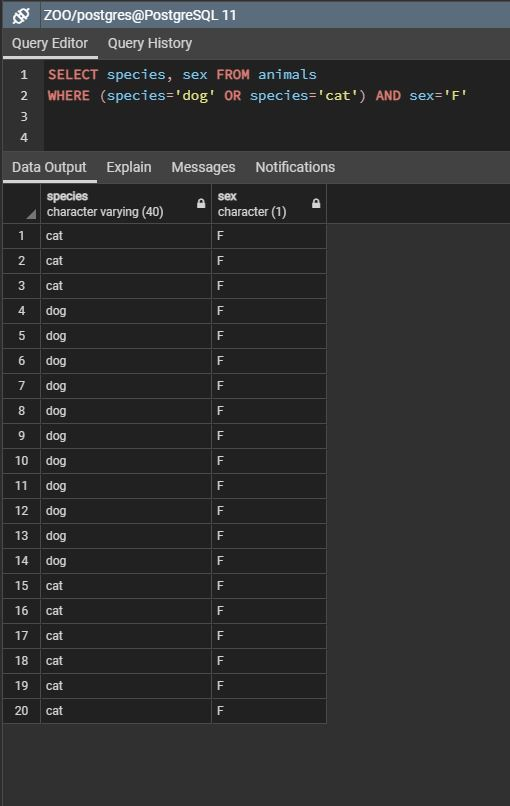 ZOO/postgres@PostgreSQL 11
Query Editor Query History
1 SELECT species, sex FROM animals
2 WHERE (species='dog' OR species='cat') AND sex='F'
3
4
Data Output Explain Messages Notifications
species sex
character varying (40) character (1)
1 cat F
2 cat F
3 cat F
4 dog F
5 dog F
6 dog F
7 dog F
8 dog F
9 dog F
10 dog F
11 dog F
12 dog F
13 dog F
14 dog F
15 cat F
16 cat F
17 cat F
18 cat F
19 cat F
20 cat F